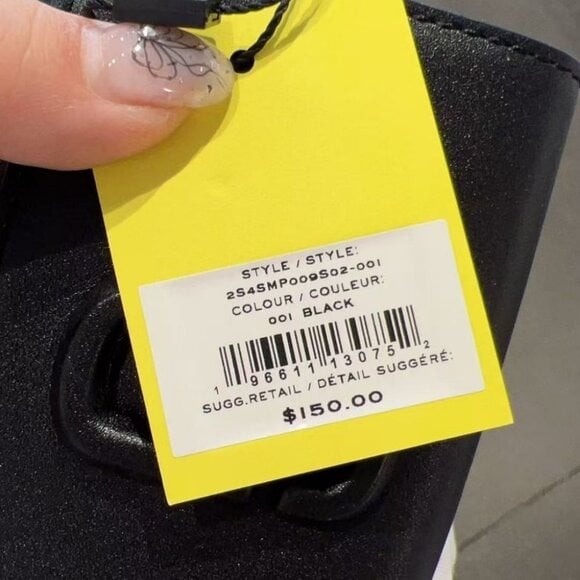 STYLE / STYLE:
2S4SMP009S02-001
COLOUR / COULEUR:
001 BLACK
1 96611 13075 2
SUGG.RETAIL / DÉTAIL SUGGÉRÉ:
$150.00